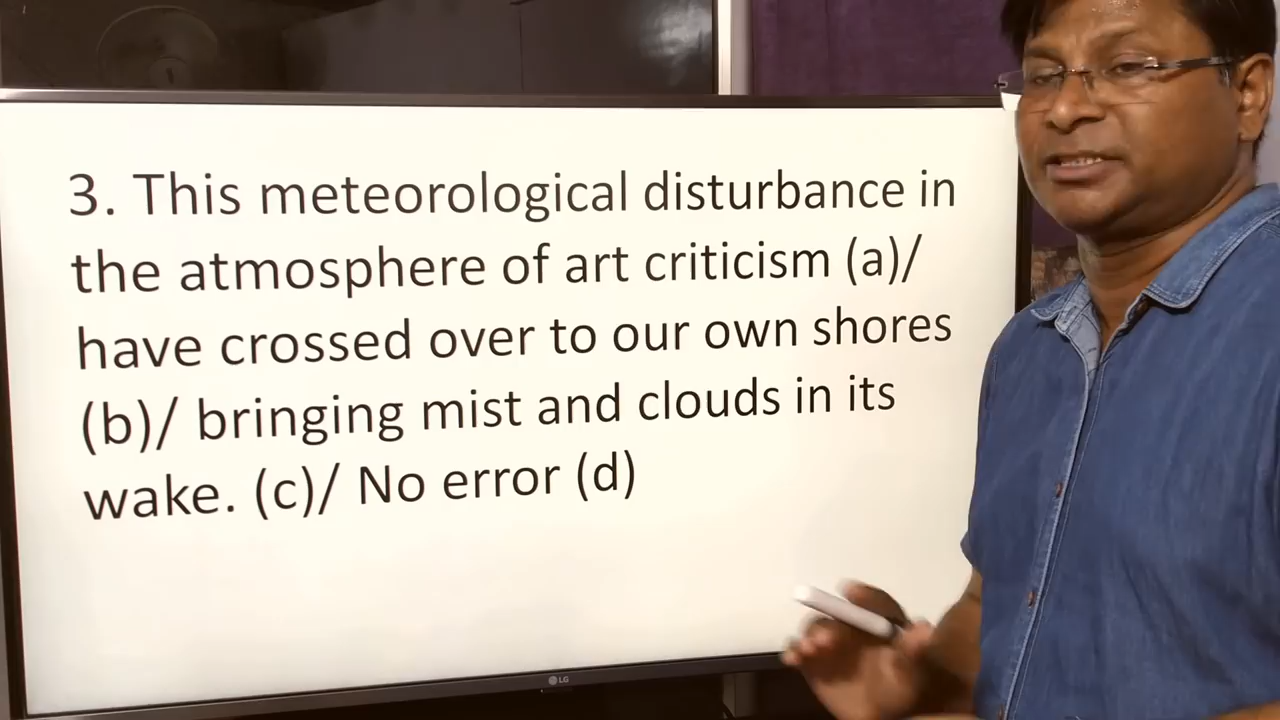 3. This meteorological disturbance in
the atmosphere of art criticism (a)/
have crossed over to our own shores
(b)/ bringing mist and clouds in its
wake. (c)/ No error (d)
LG